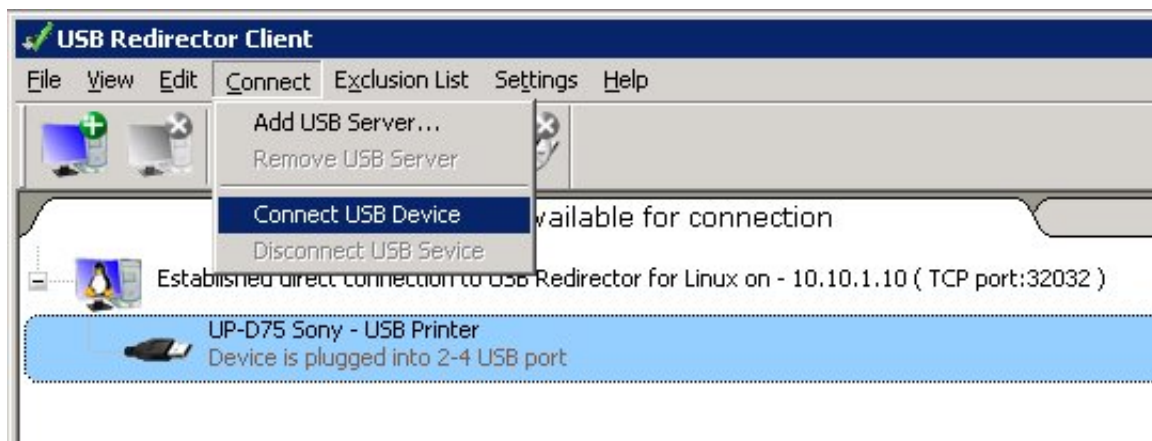 USB Redirector Client
File View Edit Connect Exclusion List Settings Help
Add USB Server...
Remove USB Server
Connect USB Device
Disconnect USB Sevice
vailable for connection
Established direct connection to USB Redirector for Linux on - 10.10.1.10 ( TCP port:32032 )
UP-D75 Sony - USB Printer
Device is plugged into 2-4 USB port